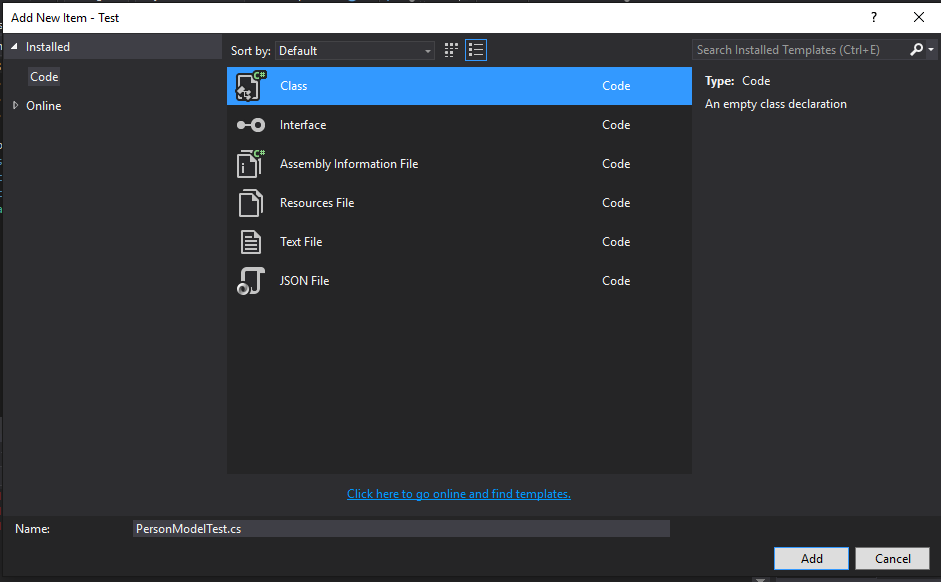 Add New Item - Test
?
Installed
Sort by: Default
Search Installed Templates (Ctrl+E)
Code
Online
C# Class Code
Interface Code
C# Assembly Information File Code
Resources File Code
Text File Code
JSON File Code
Type: Code
An empty class declaration
Click here to go online and find templates.
Name: PersonModelTest.cs
Add Cancel